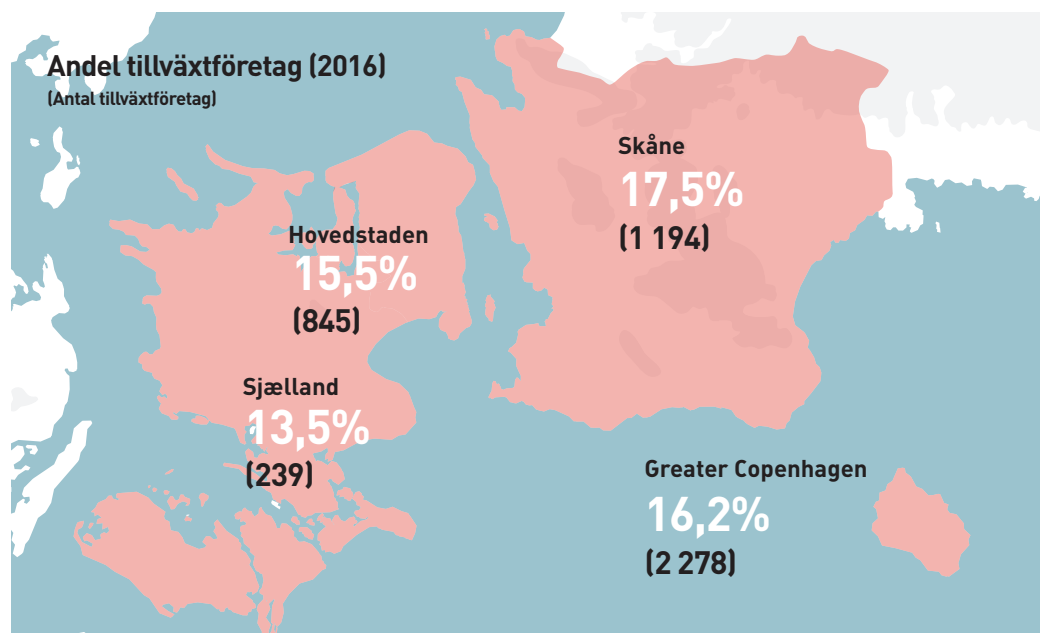 Andel tillväxtföretag (2016)
(Antal tillväxtföretag)
Skåne
17,5%
(1 194)
Hovedstaden
15,5%
(845)
Sjælland
13,5%
(239)
Greater Copenhagen
16,2%
(2 278)